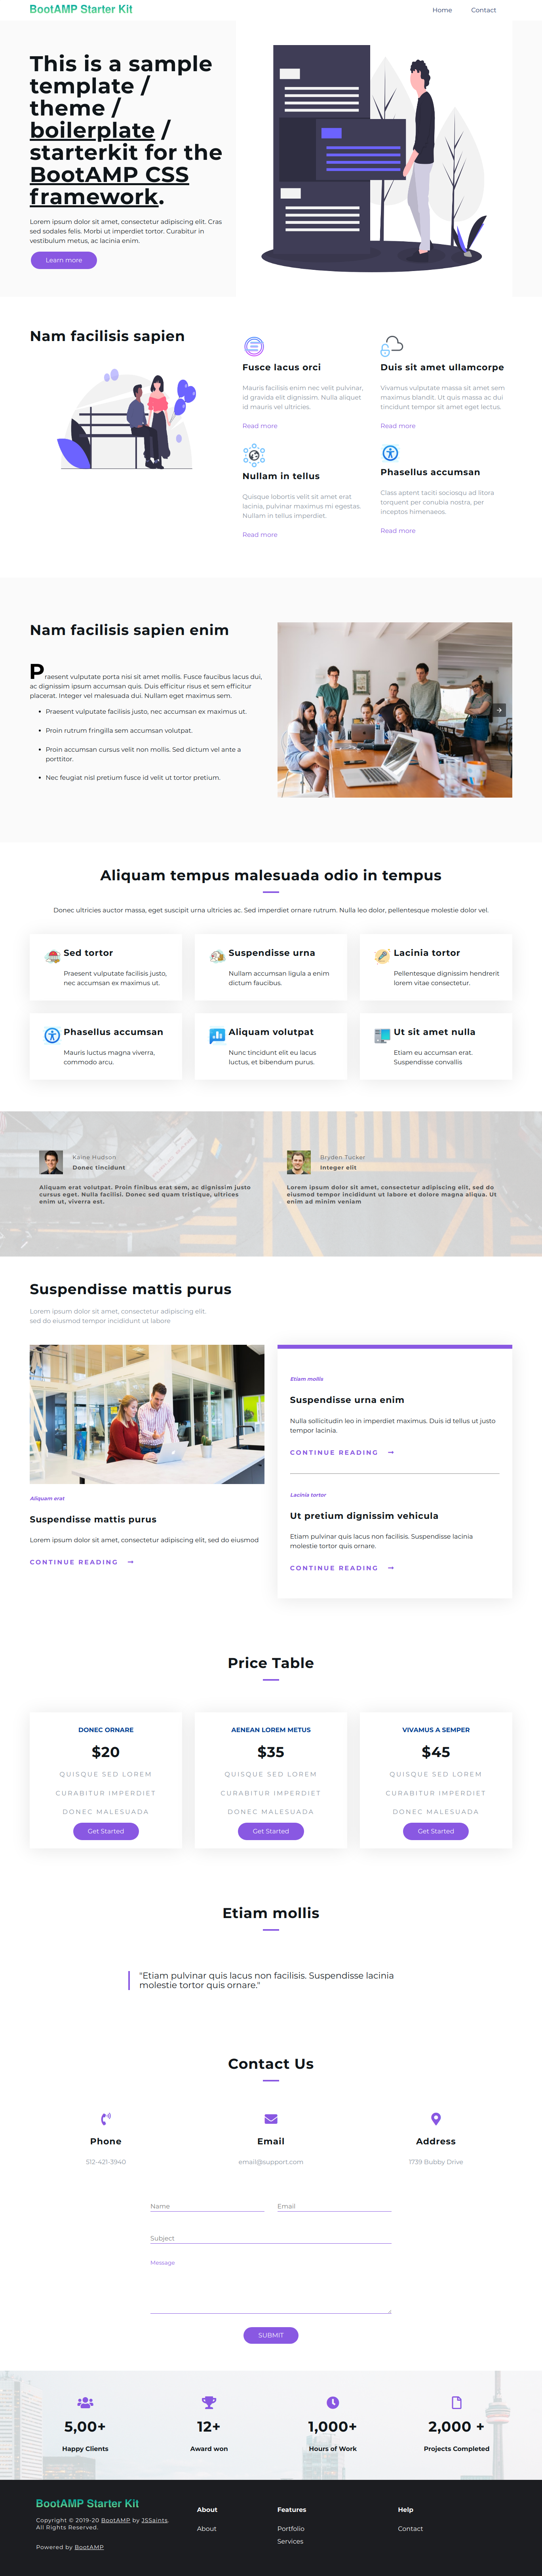 BootAMP Starter Kit
Home Contact
This is a sample
template /
theme /
boilerplate /
starterkit for the
BootAMP CSS
framework.
Lorem ipsum dolor sit amet, consectetur adipiscing elit. Cras
sed sodales felis. Morbi ut imperdiet tortor. Curabitur in
vestibulum metus, ac lacinia enim.
Learn more
Nam facilisis sapien
Fusce lacus orci
Mauris facilisis enim nec velit pulvinar,
id gravida elit dignissim. Nulla aliquet
id mauris vel ultricies.
Read more
Duis sit amet ullamcorpe
Vivamus vulputate massa sit amet sem
maximus blandit. Ut quis massa ac dui
tincidunt tempor sit amet eget lectus.
Read more
Nullam in tellus
Quisque lobortis velit sit amet erat
lacinia, pulvinar maximus mi egestas.
Nullam in tellus imperdiet.
Read more
Phasellus accumsan
Class aptent taciti sociosqu ad litora
torquent per conubia nostra, per
inceptos himenaeos.
Read more
Nam facilisis sapien enim
Praesent vulputate porta nisi sit amet mollis. Fusce faucibus lacus dui,
ac dignissim ipsum accumsan quis. Duis efficitur risus et sem efficitur
placerat. Integer vel malesuada dui. Nullam eget maximus sem.
Praesent vulputate facilisis justo, nec accumsan ex maximus ut.
Proin rutrum fringilla sem accumsan volutpat.
Proin accumsan cursus velit non mollis. Sed dictum vel ante a
porttitor.
Nec feugiat nisl pretium fusce id velit ut tortor pretium.
Aliquam tempus malesuada odio in tempus
Donec ultricies auctor massa, eget suscipit urna ultricies ac. Sed imperdiet ornare rutrum. Nulla leo dolor, pellentesque molestie dolor vel.
Sed tortor
Praesent vulputate facilisis justo,
nec accumsan ex maximus ut.
Suspendisse urna
Nullam accumsan ligula a enim
dictum faucibus.
Lacinia tortor
Pellentesque dignissim hendrerit
lorem vitae consectetur.
Phasellus accumsan
Mauris luctus magna viverra,
commodo arcu.
Aliquam volutpat
Nunc tincidunt elit eu lacus
luctus, et bibendum purus.
Ut sit amet nulla
Etiam eu accumsan erat.
Suspendisse convallis
Kaine Hudson
Donec tincidunt
Aliquam erat volutpat. Proin finibus erat sem, ac dignissim justo
cursus eget. Nulla facilisi. Donec sed quam tristique, ultrices
enim ut, viverra est.
Bryden Tucker
Integer elit
Lorem ipsum dolor sit amet, consectetur adipiscing elit, sed do
eiusmod tempor incididunt ut labore et dolore magna aliqua. Ut
enim ad minim veniam
Suspendisse mattis purus
Lorem ipsum dolor sit amet, consectetur adipiscing elit.
sed do eiusmod tempor incididunt ut labore
Aliquam erat
Suspendisse mattis purus
Lorem ipsum dolor sit amet, consectetur adipiscing elit, sed do eiusmod
CONTINUE READING →
Etiam mollis
Suspendisse urna enim
Nulla sollicitudin leo in imperdiet maximus. Duis id tellus ut justo
tempor lacinia.
CONTINUE READING →
Lacinia tortor
Ut pretium dignissim vehicula
Etiam pulvinar quis lacus non facilisis. Suspendisse lacinia
molestie tortor quis ornare.
CONTINUE READING →
Price Table
DONEC ORNARE
$20
QUISQUE SED LOREM
CURABITUR IMPERDIET
DONEC MALESUADA
Get Started
AENEAN LOREM METUS
$35
QUISQUE SED LOREM
CURABITUR IMPERDIET
DONEC MALESUADA
Get Started
VIVAMUS A SEMPER
$45
QUISQUE SED LOREM
CURABITUR IMPERDIET
DONEC MALESUADA
Get Started
Etiam mollis
"Etiam pulvinar quis lacus non facilisis. Suspendisse lacinia
molestie tortor quis ornare."
Contact Us
Phone
512-421-3940
Email
email@support.com
Address
1739 Bubby Drive
Name
Email
Subject
Message
SUBMIT
5,00+
Happy Clients
12+
Award won
1,000+
Hours of Work
2,000 +
Projects Completed
BootAMP Starter Kit
Copyright © 2019-20 BootAMP by JSSaints.
All Rights Reserved.
Powered by BootAMP
About
About
Features
Portfolio
Services
Help
Contact